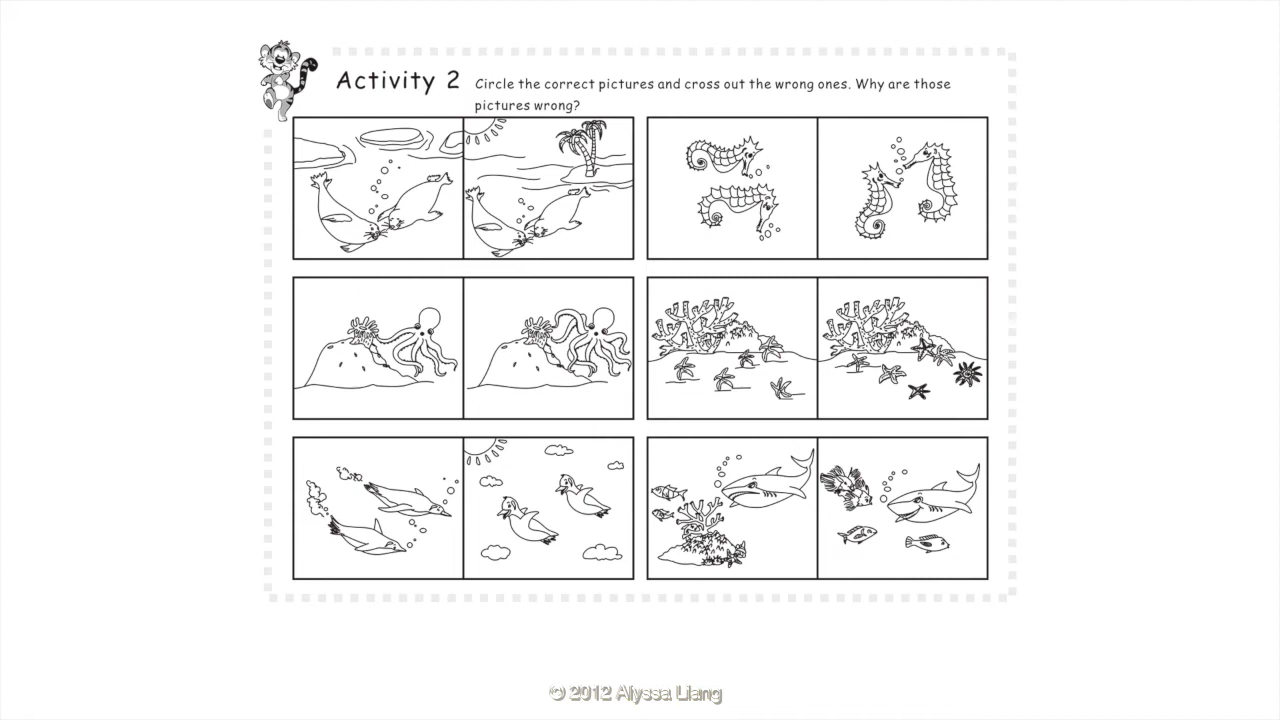 Activity 2
Circle the correct pictures and cross out the wrong ones. Why are those
pictures wrong?
© 2012 Alyssa Liang